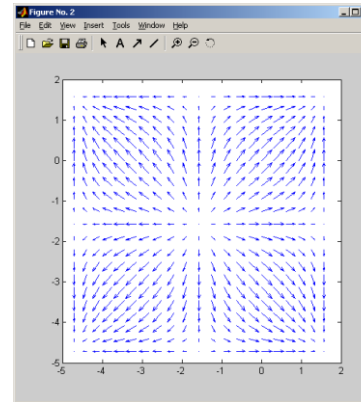 Figure No. 2
File Edit View Insert Tools Window Help
A
2
1
0
-1
-2
-3
-4
-5
-5 -4 -3 -2 -1 0 1 2